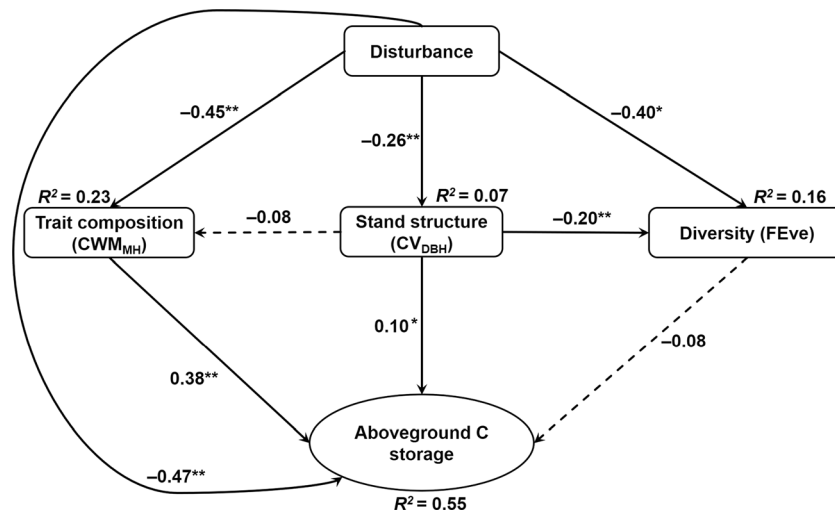 Disturbance
–0.45**
–0.26**
–0.40*
R² = 0.23
R² = 0.07
R² = 0.16
Trait composition
(CWM_MH)
–0.08
Stand structure
(CV_DBH)
–0.20**
Diversity (FEve)
0.38**
0.10*
–0.08
Aboveground C
storage
–0.47**
R² = 0.55